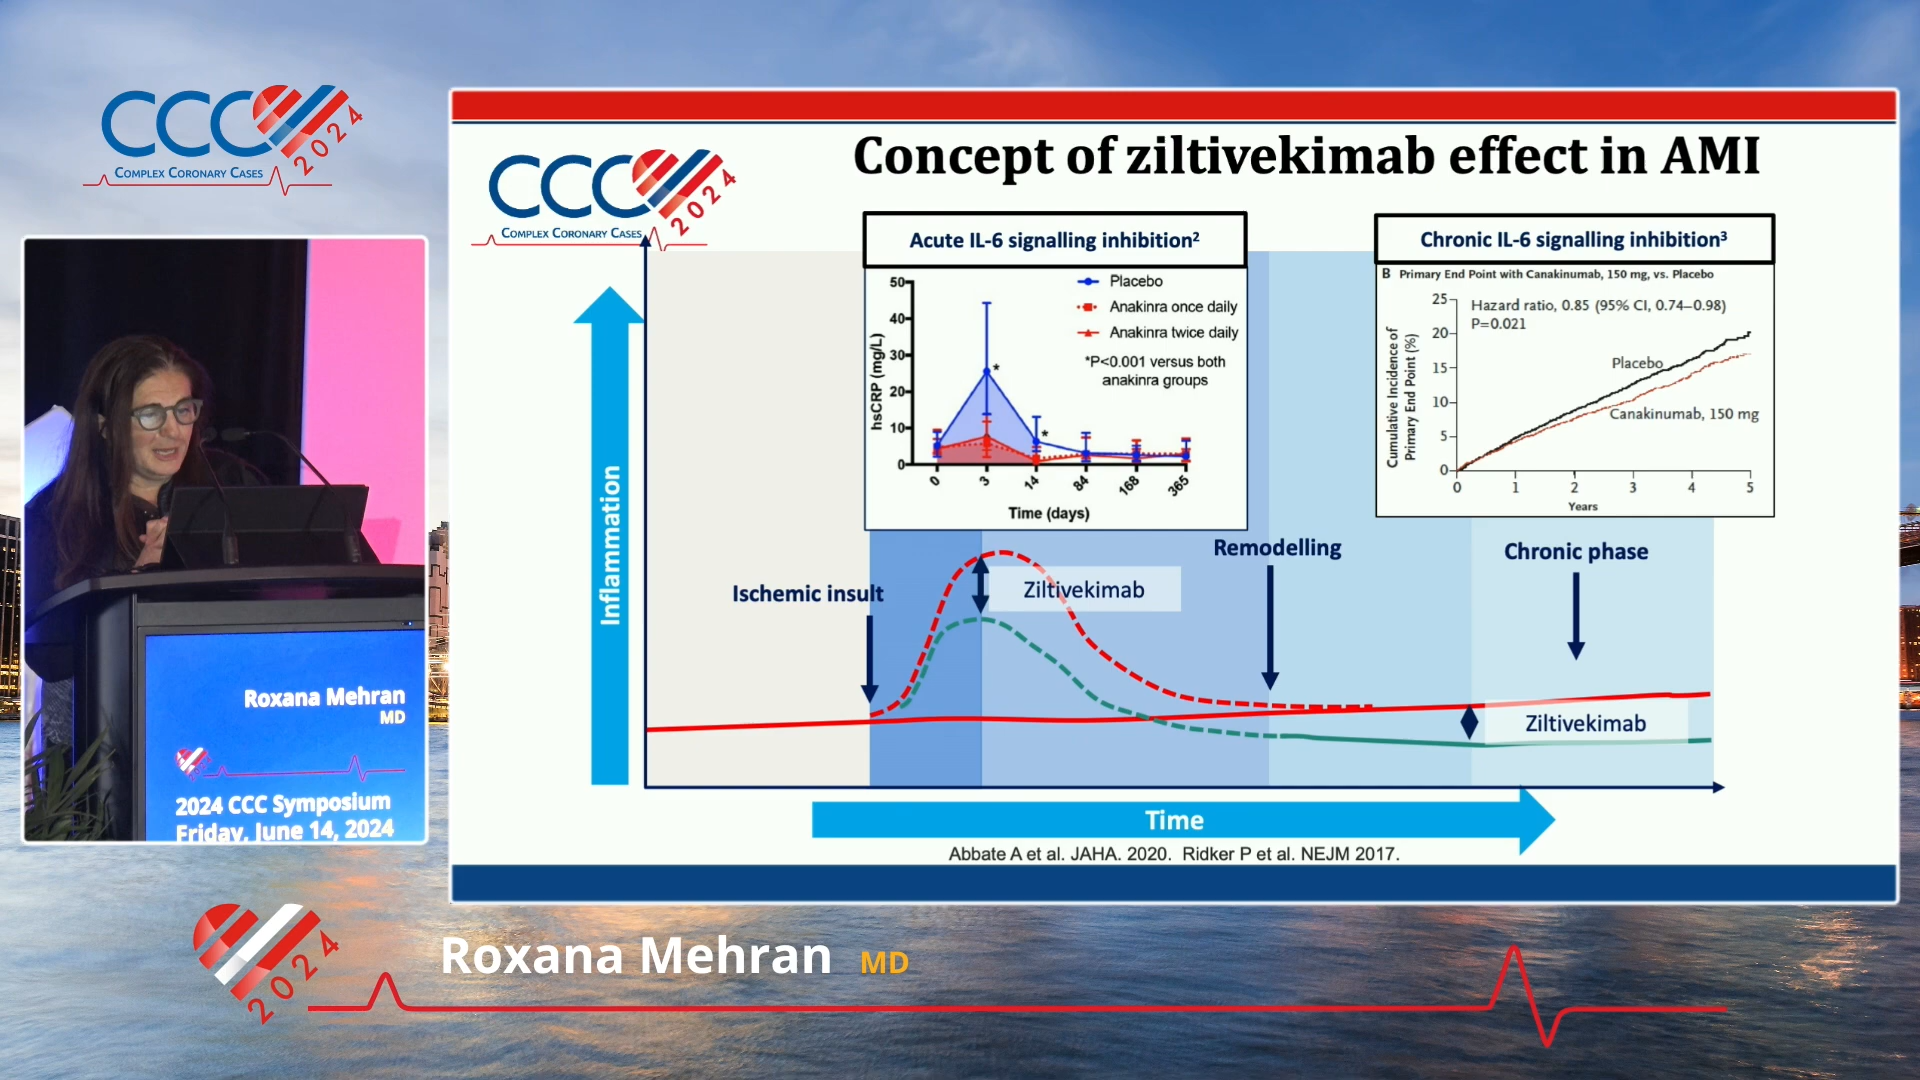 CCC
2024
COMPLEX CORONARY CASES
Concept of ziltivekimab effect in AMI
CCC
2024
COMPLEX CORONARY CASES
Acute IL-6 signalling inhibition²
50
40
30
20
10
0
hsCRP (mg/L)
0 3 14 84 168 365
Time (days)
Placebo
Anakinra once daily
Anakinra twice daily
*P<0.001 versus both
anakinra groups
*
*
Chronic IL-6 signalling inhibition³
B Primary End Point with Canakinumab, 150 mg, vs. Placebo
Hazard ratio, 0.85 (95% CI, 0.74–0.98)
P=0.021
Cumulative Incidence of
Primary End Point (%)
25
20
15
10
5
0
Placebo
Canakinumab, 150 mg
0 1 2 3 4 5
Years
Inflammation
Ischemic insult
Ziltivekimab
Remodelling
Chronic phase
Ziltivekimab
Time
Abbate A et al. JAHA. 2020. Ridker P et al. NEJM 2017.
Roxana Mehran
MD
2024 CCC Symposium
Friday, June 14, 2024
2024
Roxana Mehran MD